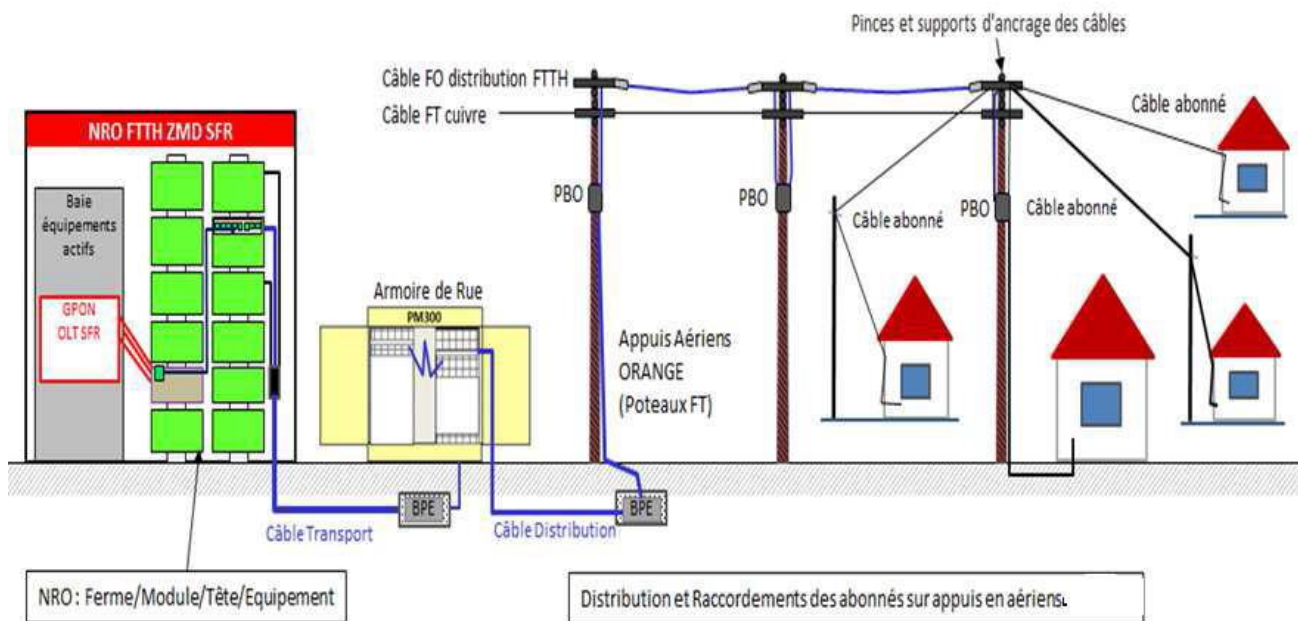 Pinces et supports d'ancrage des câbles
Câble FO distribution FTTH
Câble FT cuivre
Câble abonné
NRO FTTH ZMD SFR
Baie
équipements
actifs
PBO
PBO
PBO
Câble abonné
Câble abonné
GPON
OLT SFR
Armoire de Rue
PM300
Appuis Aériens
ORANGE
(Poteaux FT)
BPE
BPE
Câble Transport
Câble Distribution
NRO : Ferme/Module/Tête/Equipement
Distribution et Raccordements des abonnés sur appuis en aériens.